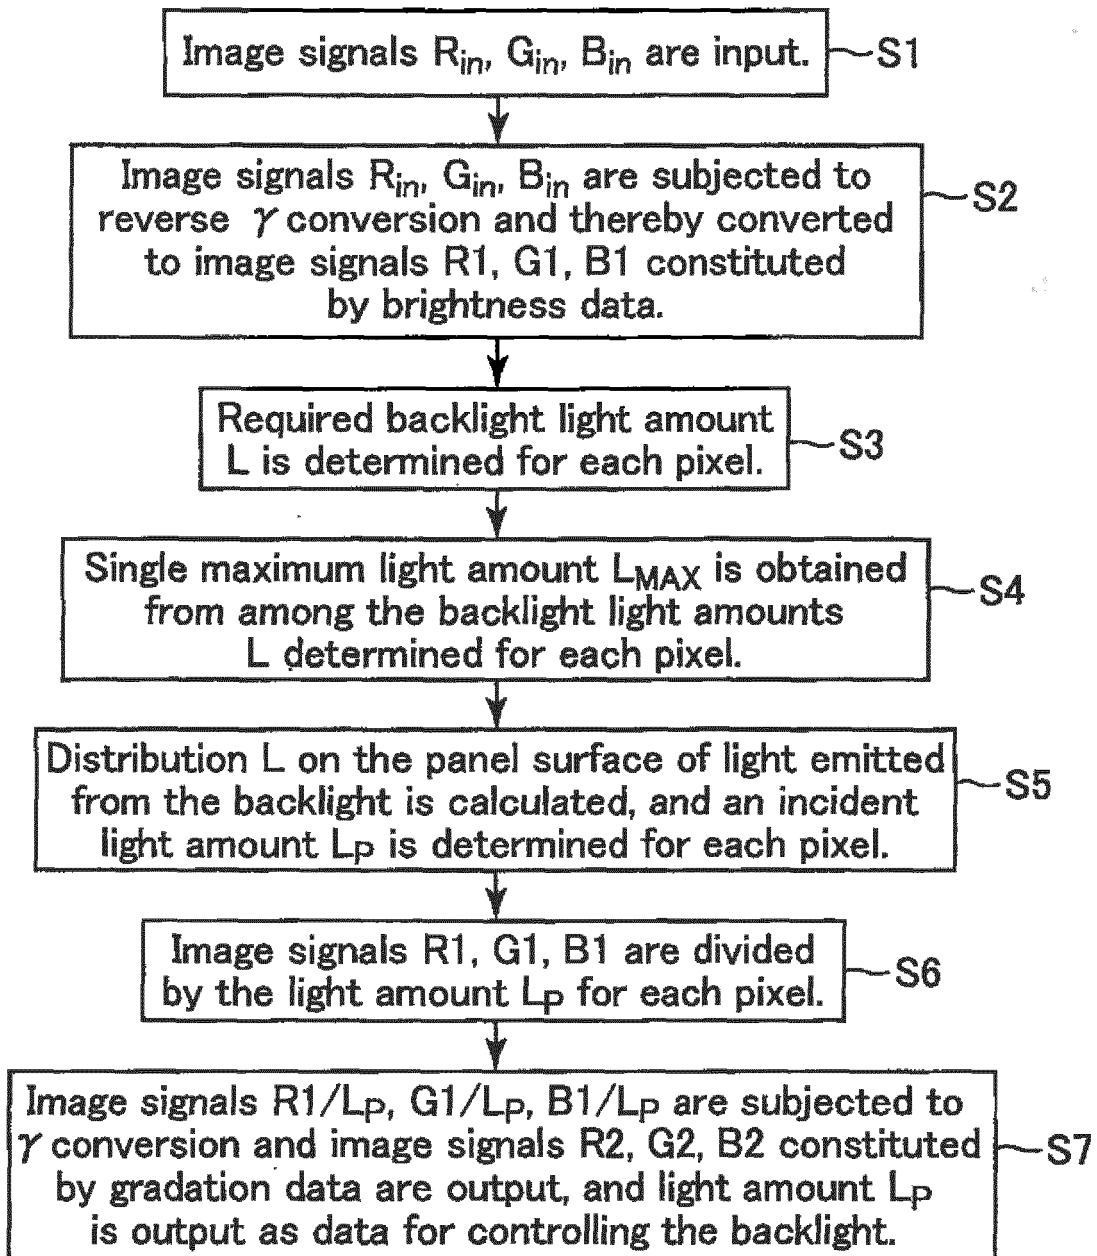 Image signals Rin, Gin, Bin are input.
S1
Image signals Rin, Gin, Bin are subjected to
reverse γ conversion and thereby converted
to image signals R1, G1, B1 constituted
by brightness data.
S2
Required backlight light amount
L is determined for each pixel.
S3
Single maximum light amount LMAX is obtained
from among the backlight light amounts
L determined for each pixel.
S4
Distribution L on the panel surface of light emitted
from the backlight is calculated, and an incident
light amount LP is determined for each pixel.
S5
Image signals R1, G1, B1 are divided
by the light amount LP for each pixel.
S6
Image signals R1/LP, G1/LP, B1/LP are subjected to
γ conversion and image signals R2, G2, B2 constituted
by gradation data are output, and light amount LP
is output as data for controlling the backlight.
S7